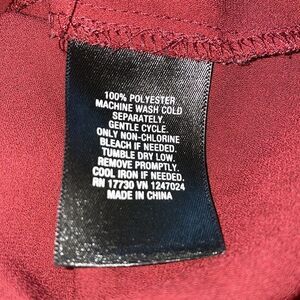 100% POLYESTER
MACHINE WASH COLD
SEPARATELY.
GENTLE CYCLE.
ONLY NON-CHLORINE
BLEACH IF NEEDED.
TUMBLE DRY LOW.
REMOVE PROMPTLY.
COOL IRON IF NEEDED.
RN 17730 VN 1247024
MADE IN
CHINA